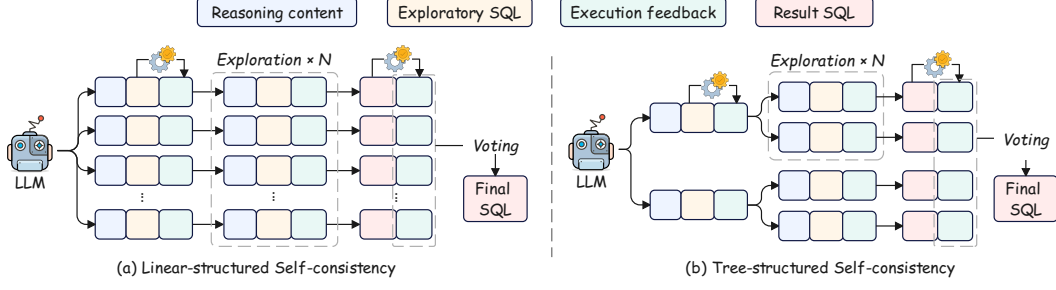 Reasoning content
Exploratory SQL
Execution feedback
Result SQL
Exploration × N
LLM
⋮
⋮
⋮
Voting
Final
SQL
(a) Linear-structured Self-consistency
Exploration × N
LLM
Voting
Final
SQL
(b) Tree-structured Self-consistency